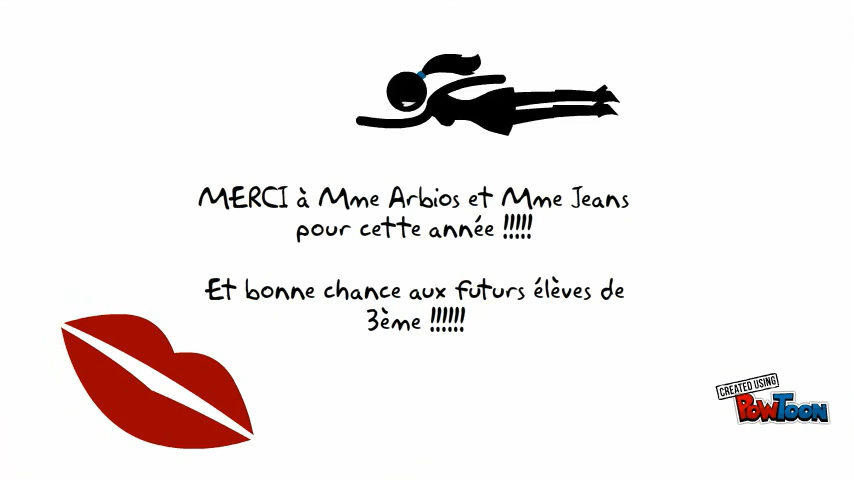 MERCI à Mme Arbios et Mme Jeans
pour cette année !!!!!
Et bonne chance aux futurs élèves de
3ème !!!!!!
CREATED USING
POWTOON